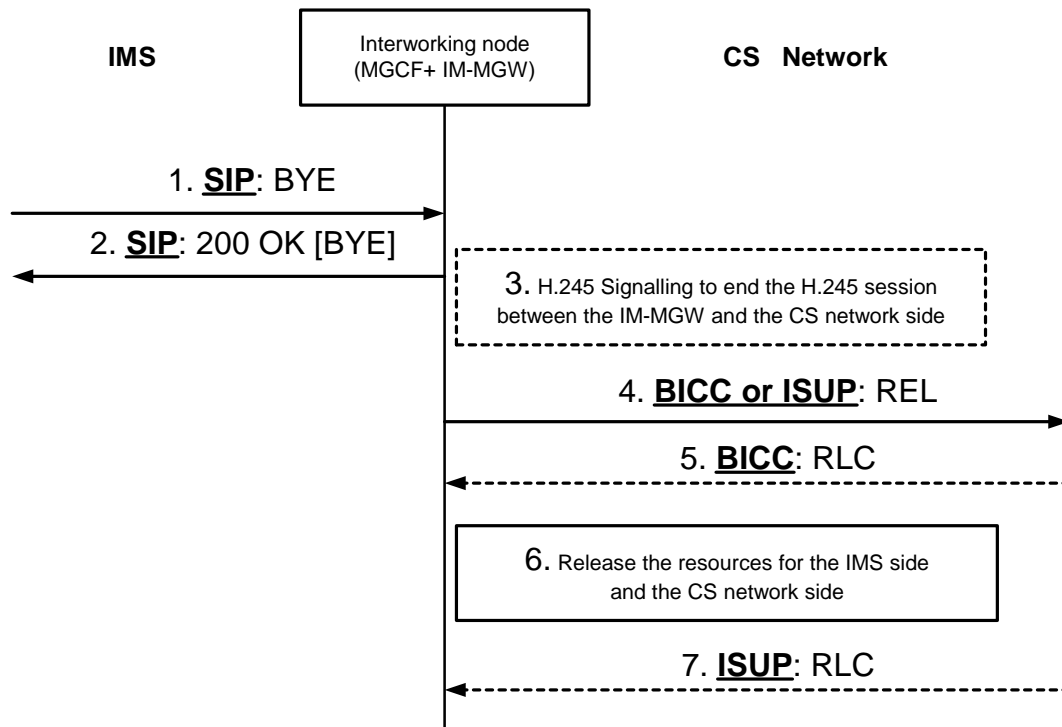 IMS
Interworking node
(MGCF+ IM-MGW)
CS Network
1. SIP: BYE
2. SIP: 200 OK [BYE]
3. H.245 Signalling to end the H.245 session
between the IM-MGW and the CS network side
4. BICC or ISUP: REL
5. BICC: RLC
6. Release the resources for the IMS side
and the CS network side
7. ISUP: RLC